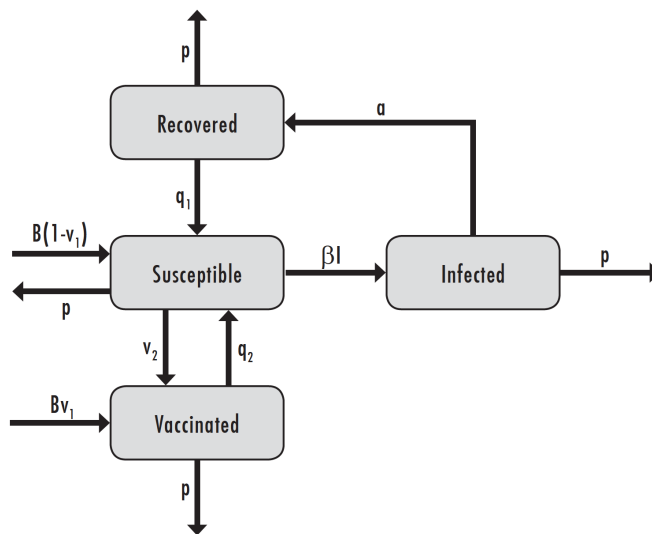 p
Recovered
a
q₁
B(1-v₁)
Susceptible
βI
Infected
p
p
v₂
q₂
Bv₁
Vaccinated
p